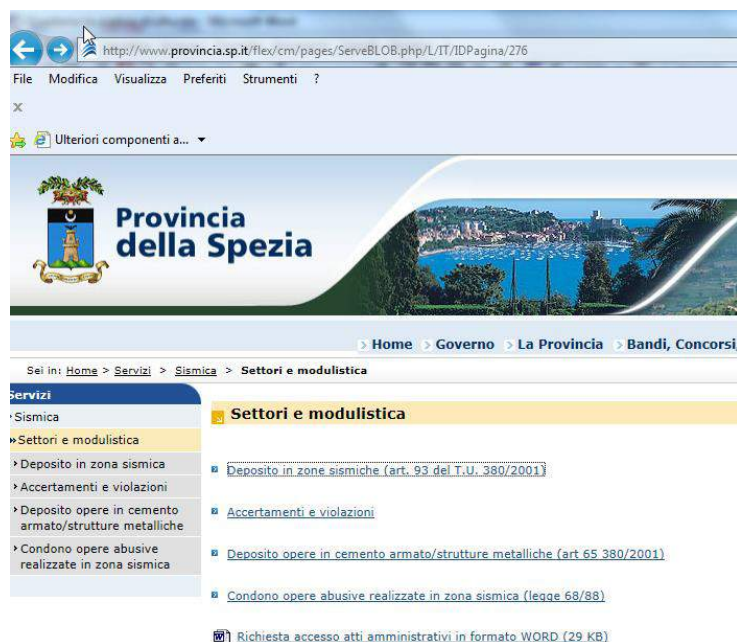 http://www.provincia.sp.it/flex/cm/pages/ServeBLOB.php/L/IT/IDPagina/276
File Modifica Visualizza Preferiti Strumenti ?
x
Ulteriori componenti a...
Provincia
della Spezia
Home Governo La Provincia Bandi, Concorsi,
Sei in: Home > Servizi > Sismica > Settori e modulistica
Servizi
Sismica
Settori e modulistica
Deposito in zona sismica
Accertamenti e violazioni
Deposito opere in cemento
armato/strutture metalliche
Condono opere abusive
realizzate in zona sismica
Settori e modulistica
Deposito in zone sismiche (art. 93 del T.U. 380/2001)
Accertamenti e violazioni
Deposito opere in cemento armato/strutture metalliche (art 65 380/2001)
Condono opere abusive realizzate in zona sismica (legge 68/88)
Richiesta accesso atti amministrativi in formato WORD (29 KB)